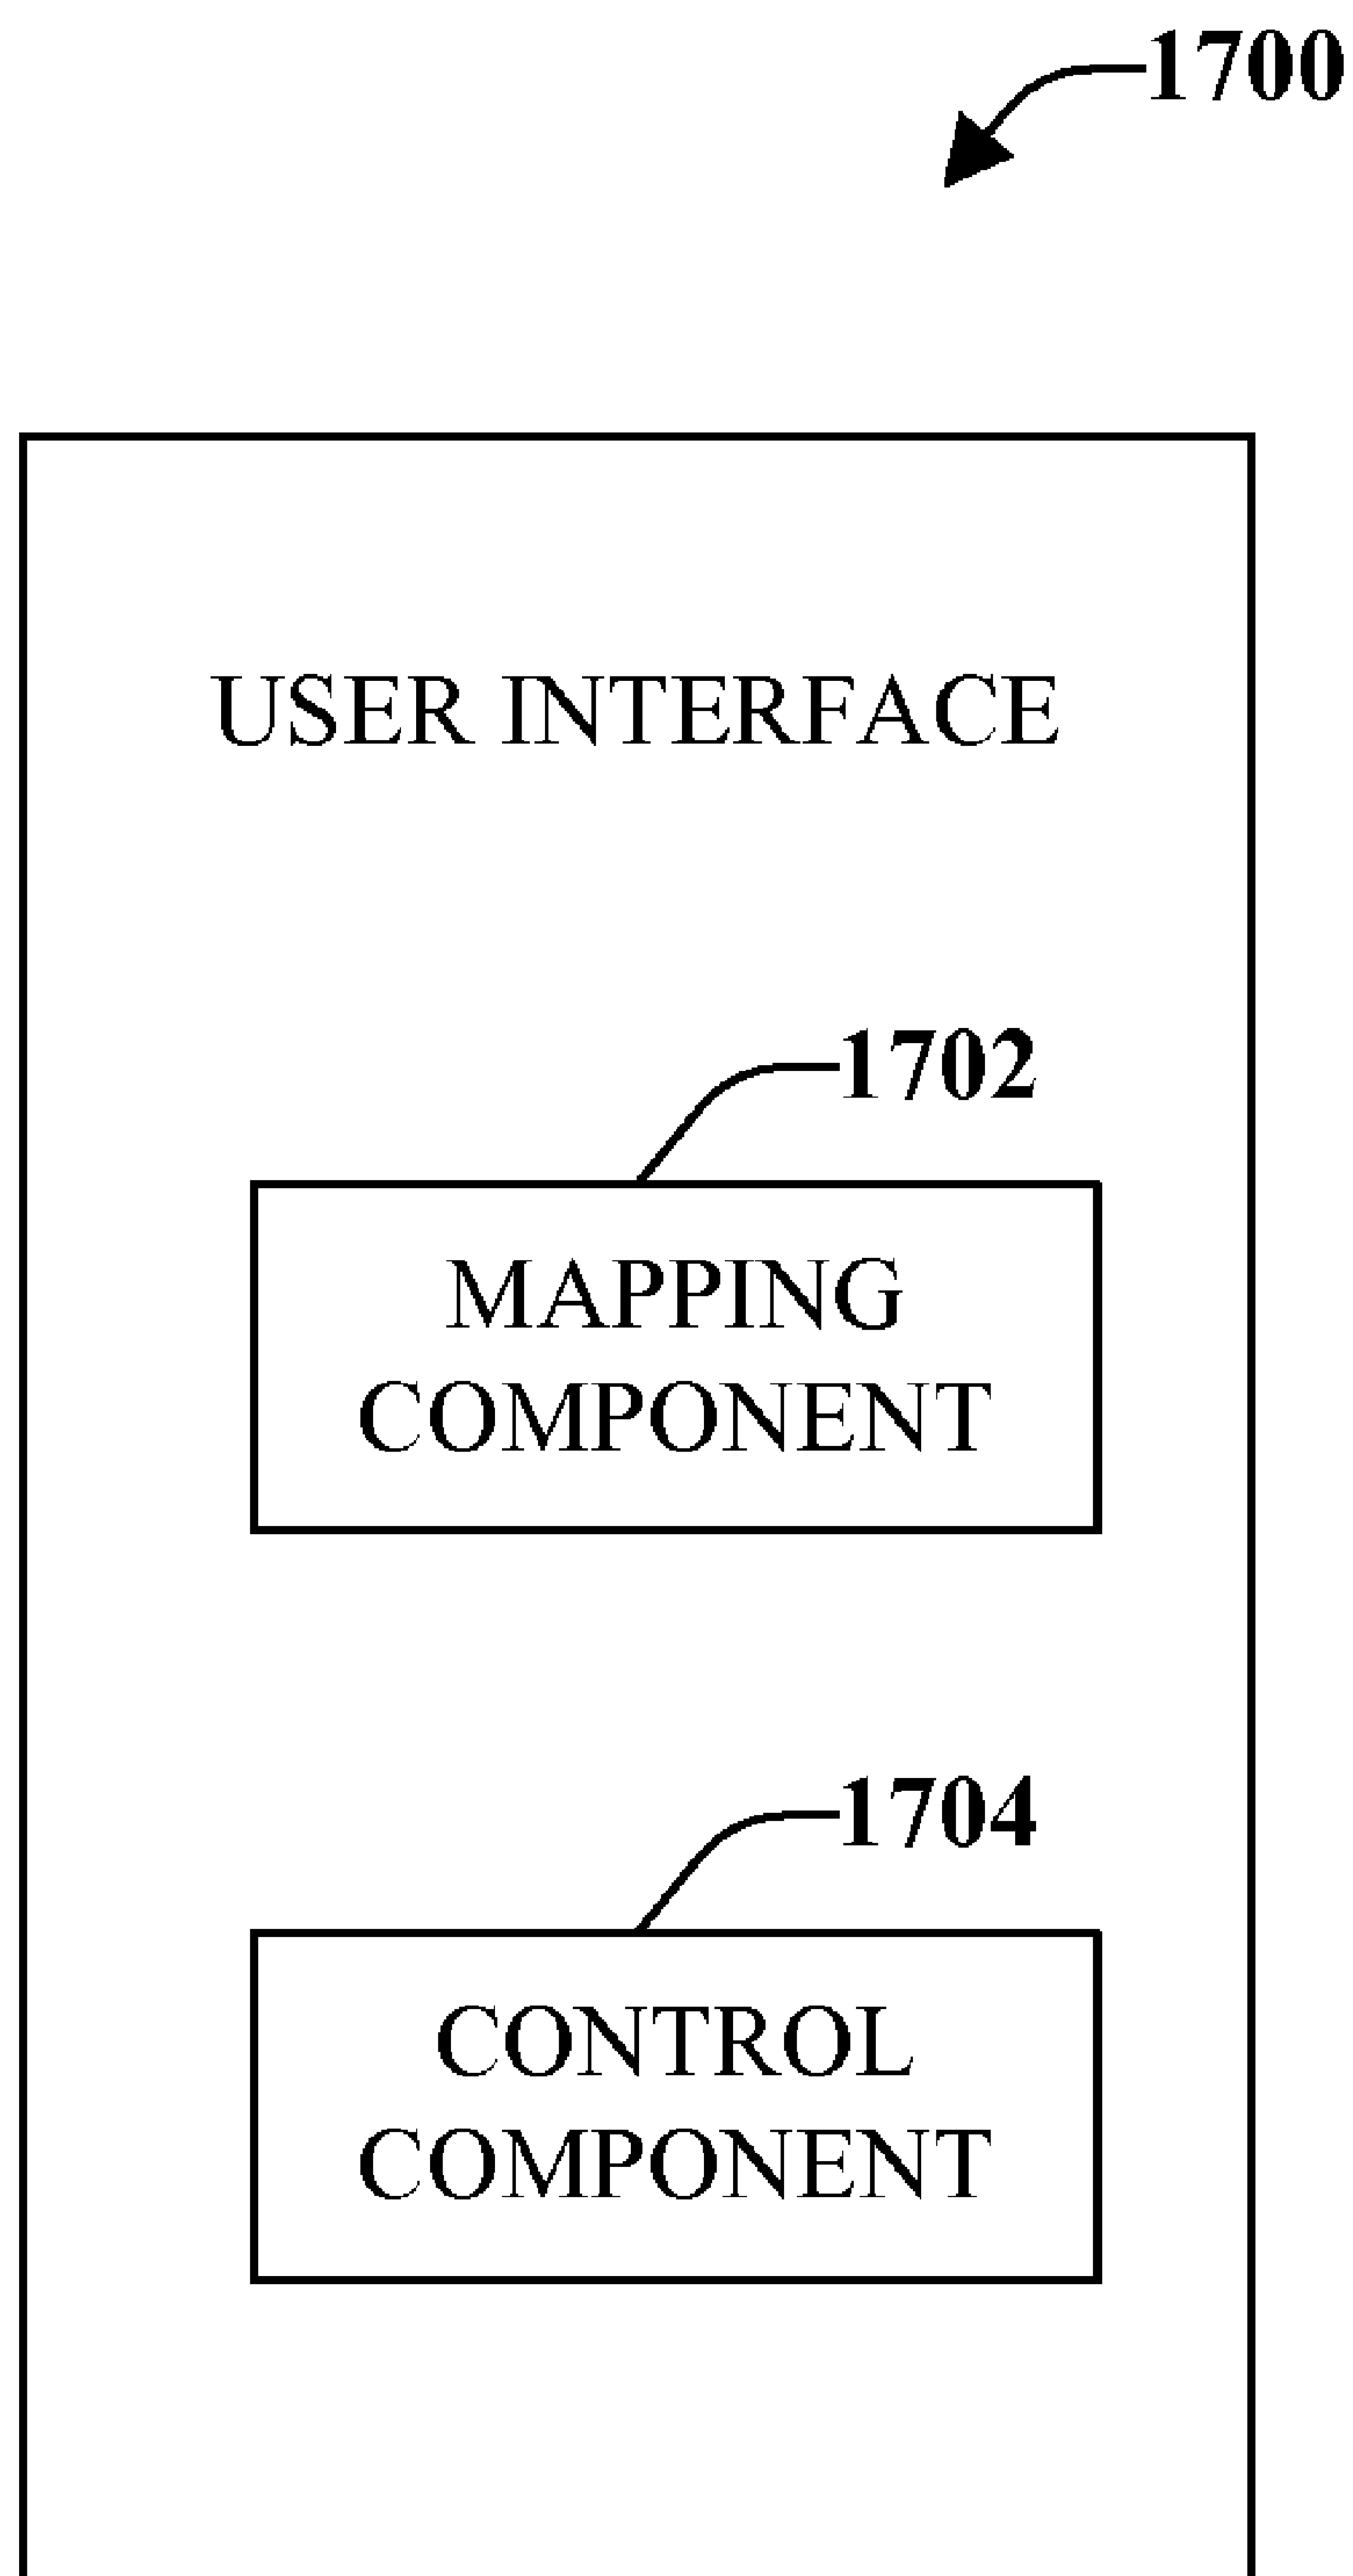 1700
USER INTERFACE
1702
MAPPING
COMPONENT
1704
CONTROL
COMPONENT